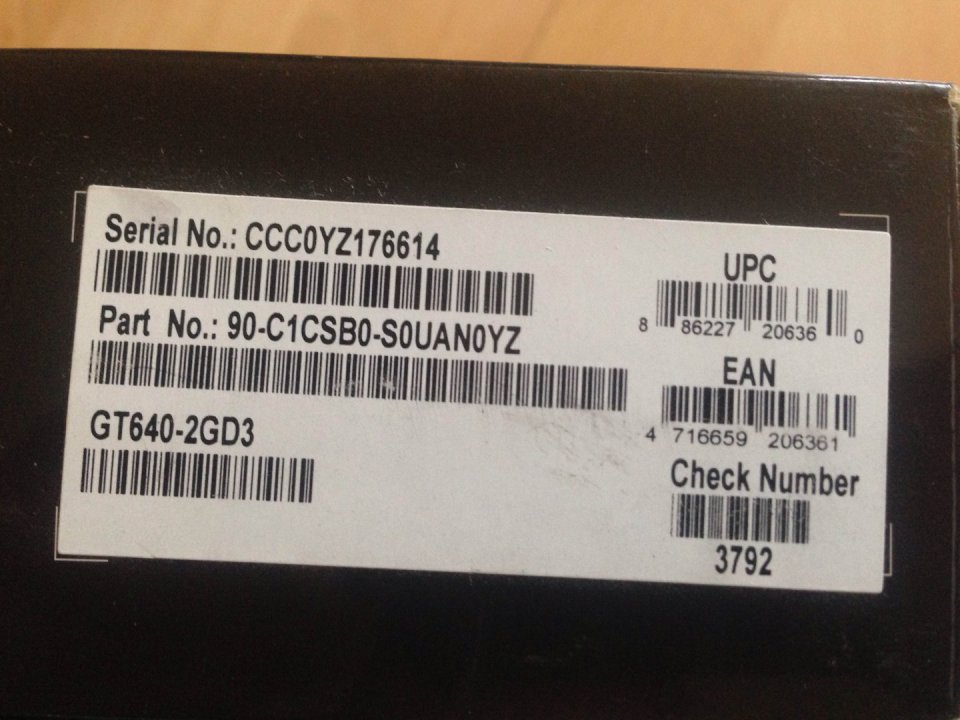 Serial No.: CCC0YZ176614
Part No.: 90-C1CSB0-S0UAN0YZ
GT640-2GD3
UPC
8 86227 20636 0
EAN
4 716659 206361
Check Number
3792